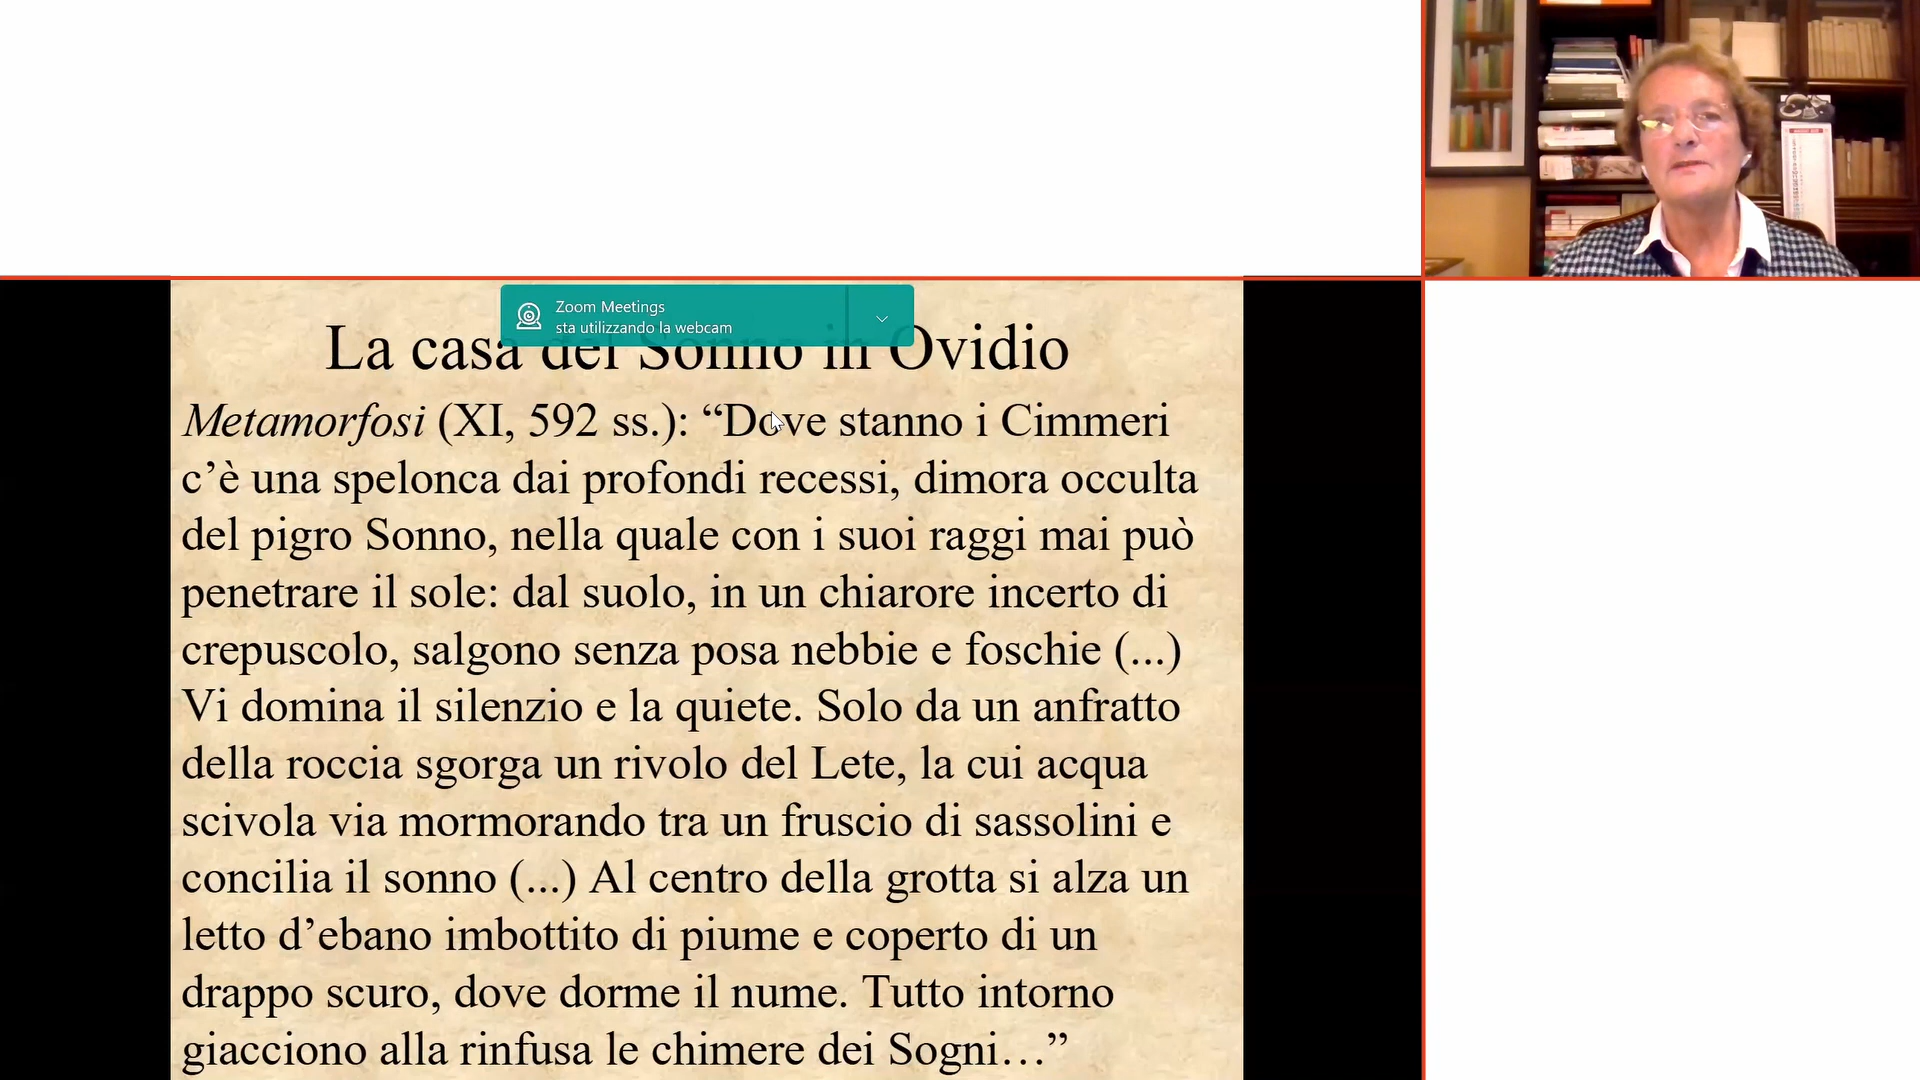 Zoom Meetings
sta utilizzando la webcam
La casa del Sonno in Ovidio
Metamorfosi (XI, 592 ss.): “Dove stanno i Cimmeri
c’è una spelonca dai profondi recessi, dimora occulta
del pigro Sonno, nella quale con i suoi raggi mai può
penetrare il sole: dal suolo, in un chiarore incerto di
crepuscolo, salgono senza posa nebbie e foschie (...)
Vi domina il silenzio e la quiete. Solo da un anfratto
della roccia sgorga un rivolo del Lete, la cui acqua
scivola via mormorando tra un fruscio di sassolini e
concilia il sonno (...) Al centro della grotta si alza un
letto d’ebano imbottito di piume e coperto di un
drappo scuro, dove dorme il nume. Tutto intorno
giacciono alla rinfusa le chimere dei Sogni…”